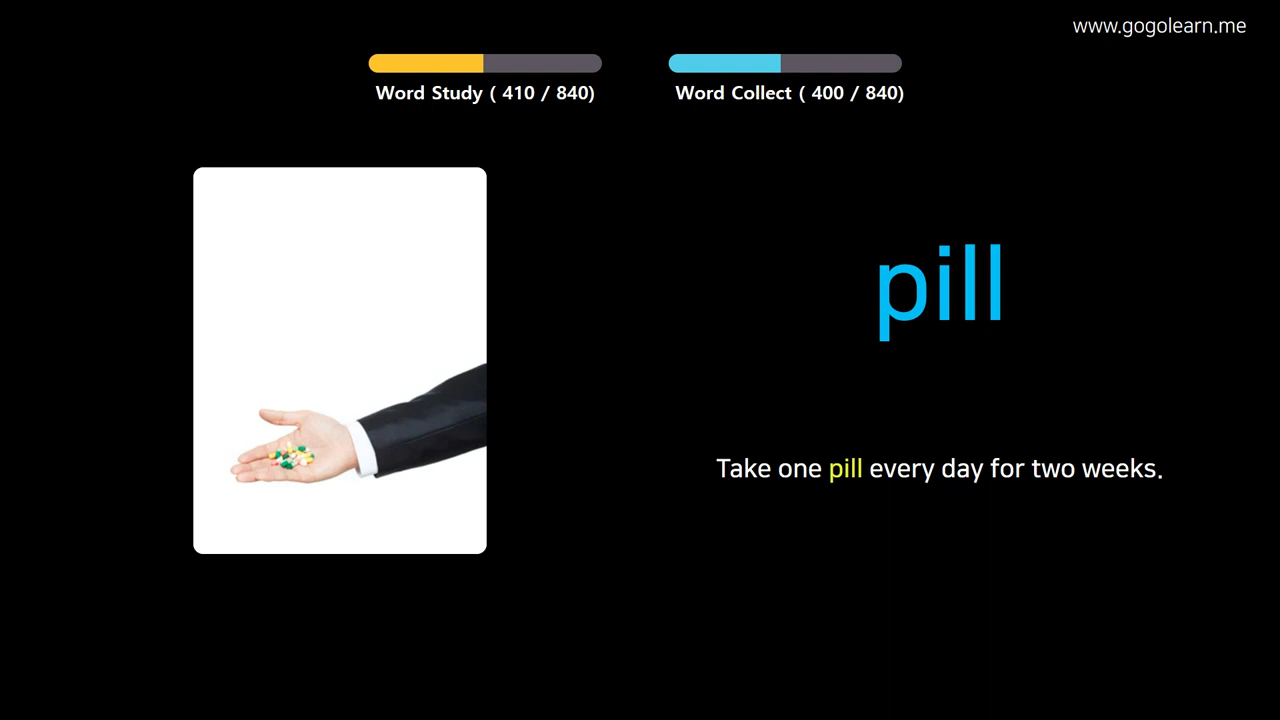 www.gogolearn.me
Word Study ( 410 / 840)
Word Collect ( 400 / 840)
pill
Take one pill every day for two weeks.